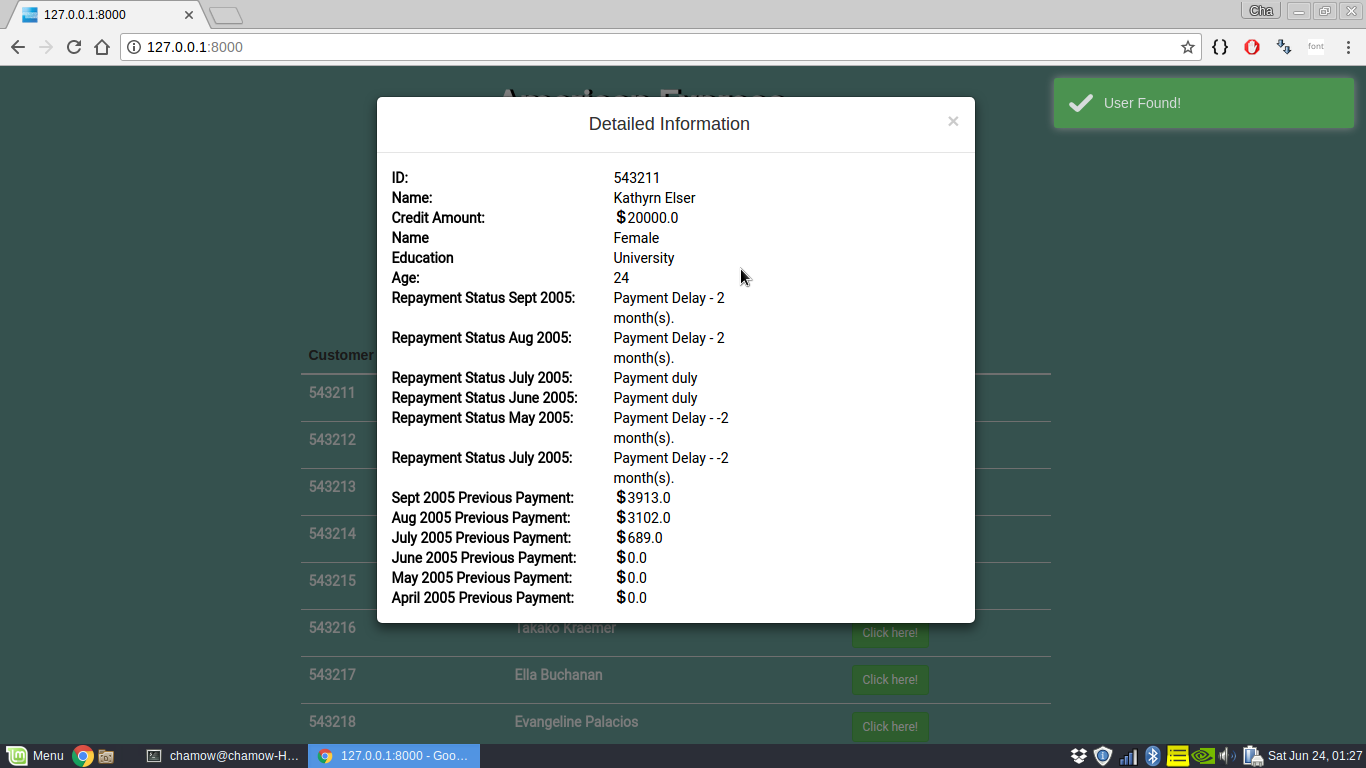 127.0.0.1:8000
Cha
127.0.0.1:8000
font
American Express
User Found!
Detailed Information
×
ID: 543211
Name: Kathyrn Elser
Credit Amount: $20000.0
Name Female
Education University
Age: 24
Repayment Status Sept 2005: Payment Delay - 2
month(s).
Repayment Status Aug 2005: Payment Delay - 2
month(s).
Repayment Status July 2005: Payment duly
Repayment Status June 2005: Payment duly
Repayment Status May 2005: Payment Delay - -2
month(s).
Repayment Status July 2005: Payment Delay - -2
month(s).
Sept 2005 Previous Payment: $3913.0
Aug 2005 Previous Payment: $3102.0
July 2005 Previous Payment: $689.0
June 2005 Previous Payment: $0.0
May 2005 Previous Payment: $0.0
April 2005 Previous Payment: $0.0
Customer
543211
543212
543213
543214
543215
543216 Takako Kraemer Click here!
543217 Ella Buchanan Click here!
543218 Evangeline Palacios Click here!
Menu
chamow@chamow-H...
127.0.0.1:8000 - Goo...
Sat Jun 24, 01:27